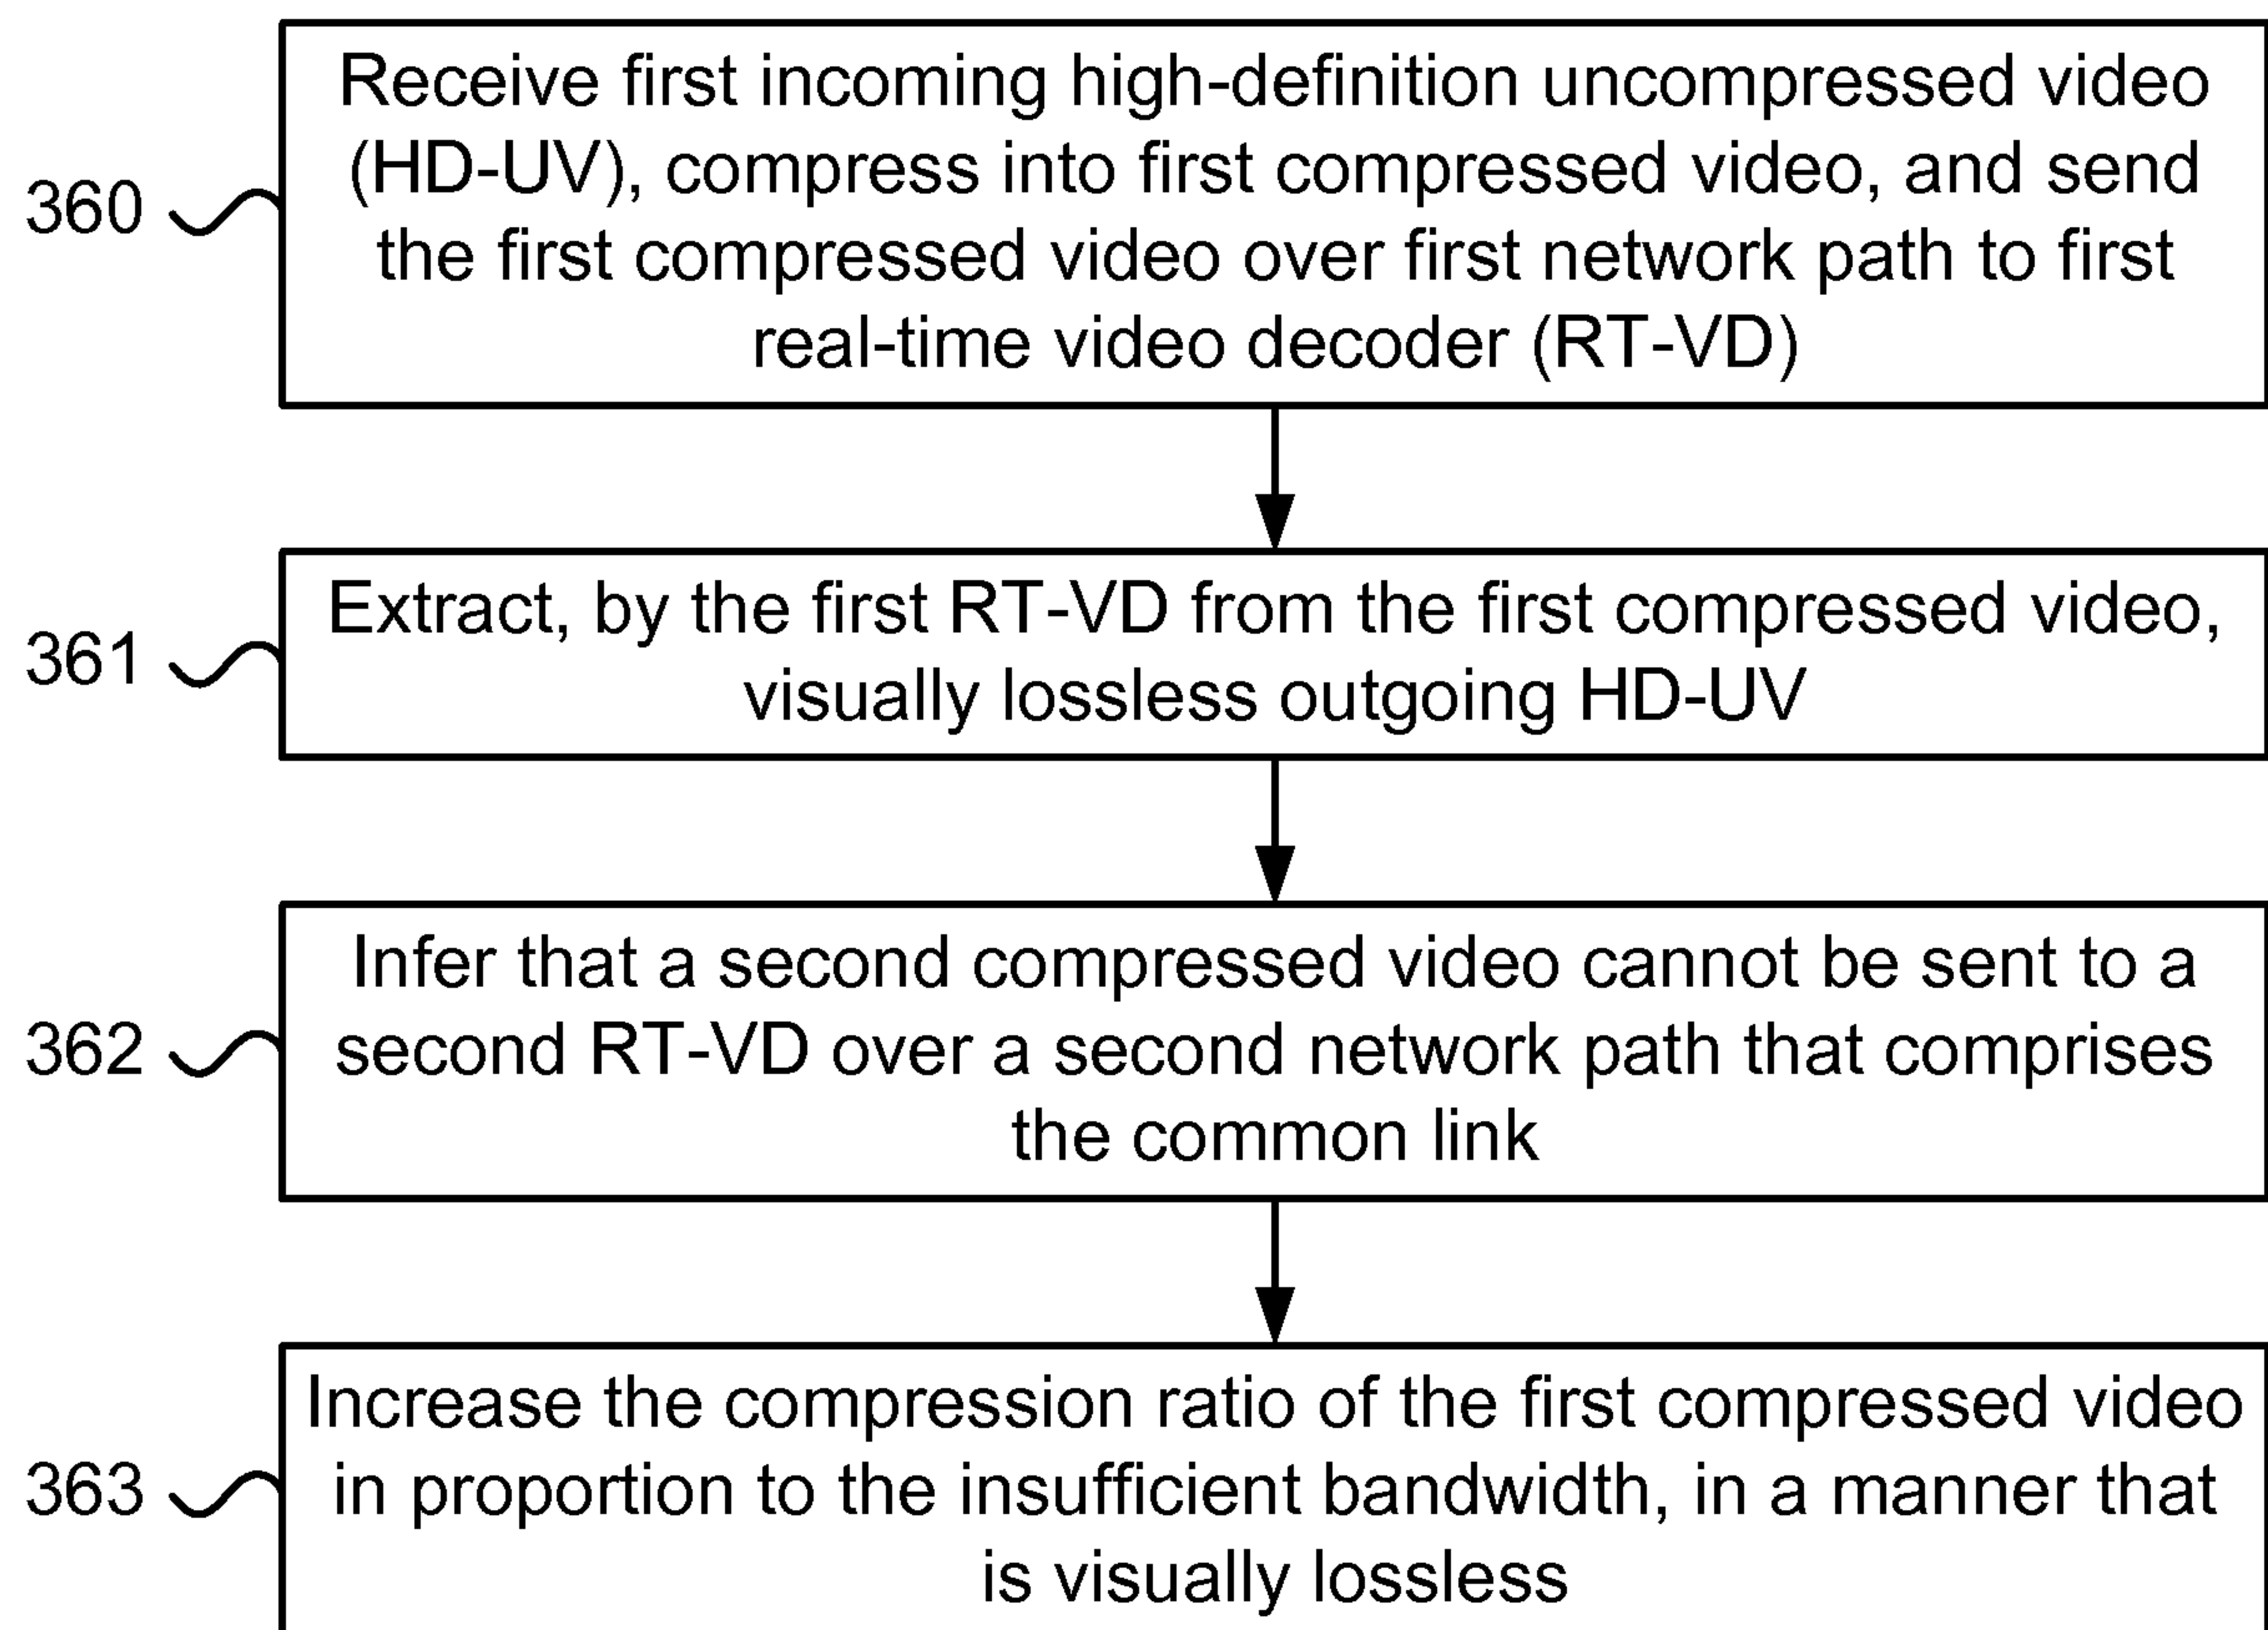 Receive first incoming high-definition uncompressed video
(HD-UV), compress into first compressed video, and send
the first compressed video over first network path to first
real-time video decoder (RT-VD)
360
Extract, by the first RT-VD from the first compressed video,
visually lossless outgoing HD-UV
361
Infer that a second compressed video cannot be sent to a
second RT-VD over a second network path that comprises
the common link
362
Increase the compression ratio of the first compressed video
in proportion to the insufficient bandwidth, in a manner that
is visually lossless
363